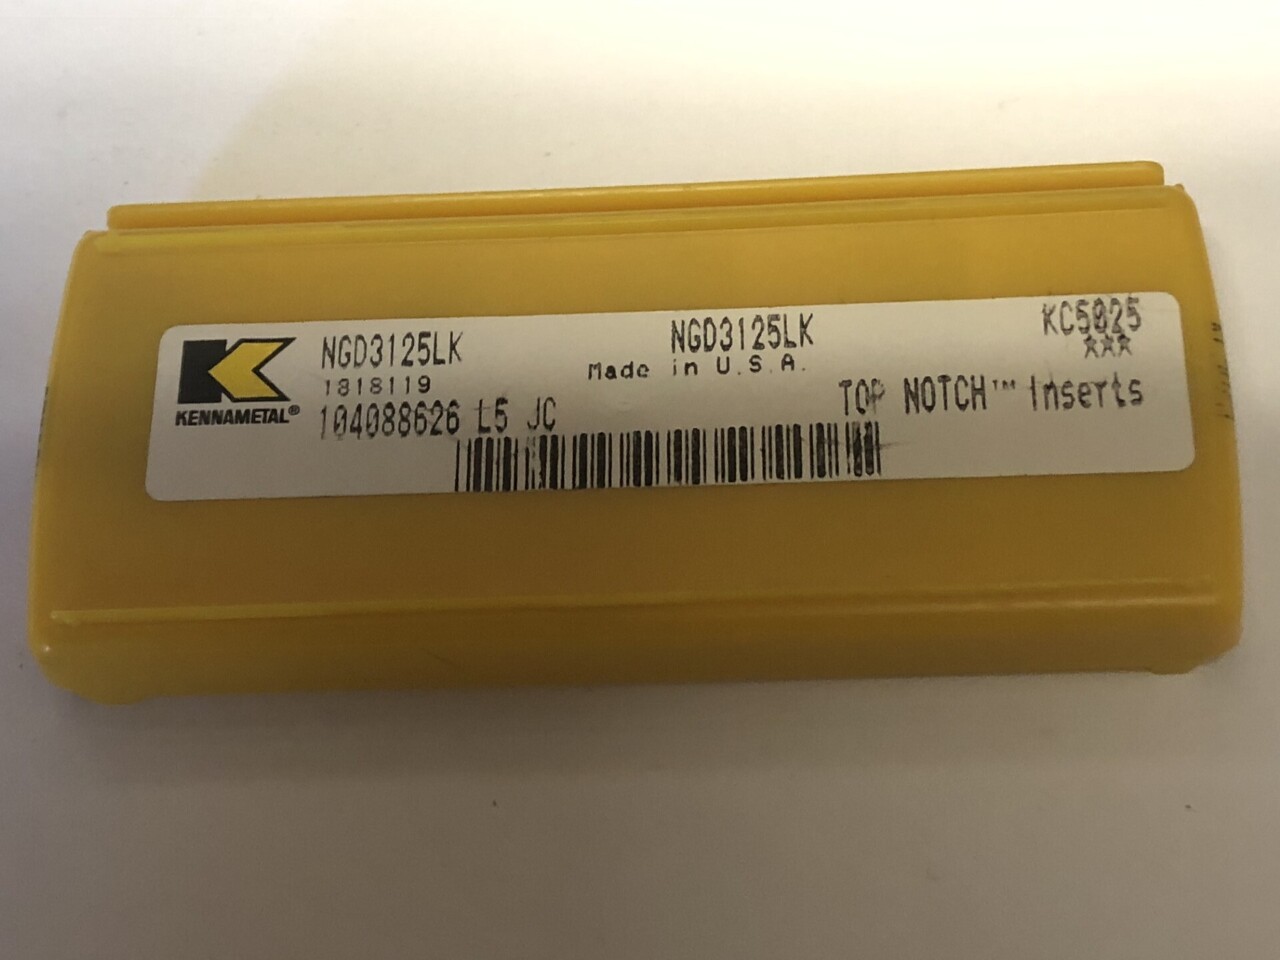 NGD3125LK NGD3125LK KC5025
1818119 Made in U.S.A. ***
104088626 L5 JC TOP NOTCH™ Inserts
KENNAMETAL®